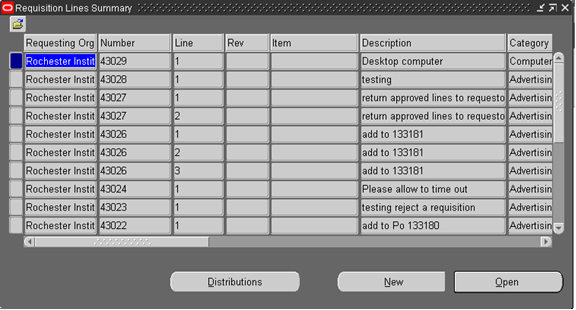 Requisition Lines Summary
Requesting Org Number Line Rev Item Description Category
Rochester Instit 43029 1 Desktop computer Computer
Rochester Instit 43028 1 testing Advertisin
Rochester Instit 43027 1 return approved lines to requesto Advertisin
Rochester Instit 43027 2 return approved lines to requesto Advertisin
Rochester Instit 43026 1 add to 133181 Advertisin
Rochester Instit 43026 2 add to 133181 Advertisin
Rochester Instit 43026 3 add to 133181 Advertisin
Rochester Instit 43024 1 Please allow to time out Advertisin
Rochester Instit 43023 1 testing reject a requisition Advertisin
Rochester Instit 43022 1 add to Po 133180 Advertisin
Distributions New Open